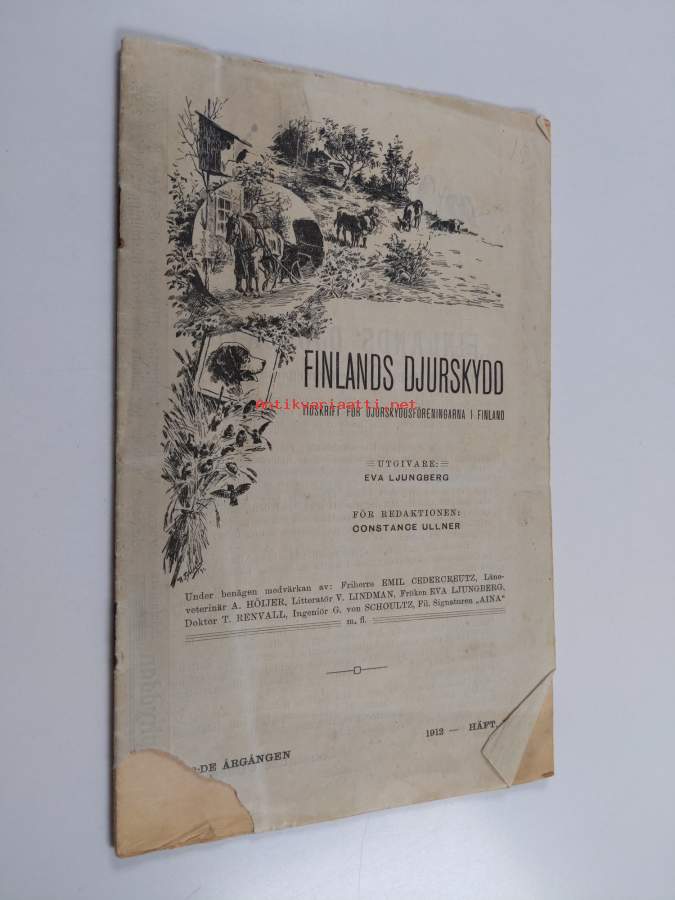 FINLANDS DJURSKYDD
Antikvariaatti.net
TIDSKRIFT FÖR DJURSKYDDSFÖRENINGARNA I FINLAND
UTGIVARE:
EVA LJUNGBERG
FÖR REDAKTIONEN:
CONSTANCE ULLNER
Under benägen medvärkan av: Friherre EMIL CEDERCREUTZ, Läne-
veterinär A. HÖIJER, Litteratör V. LINDMAN, Fröken EVA LJUNGBERG,
Doktor T. RENVALL, Ingeniör G. von SCHOULTZ, Fil. Signaturen „AINA"
m. fl.
1912 — HÄFT.
-DE ÅRGÅNGEN